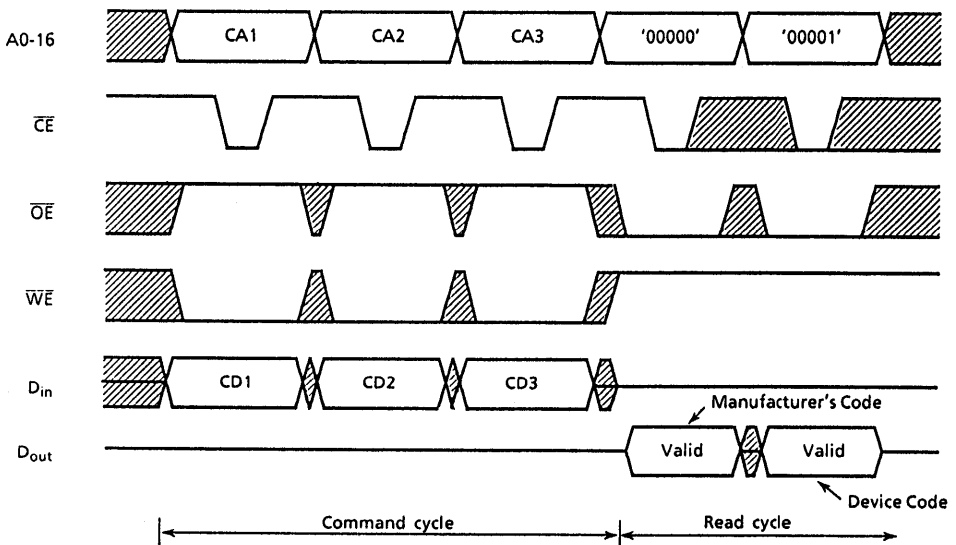 A0-16 CA1 CA2 CA3 '00000' '00001'
CE
OE
WE
Din CD1 CD2 CD3
Manufacturer's Code
Dout Valid Valid
Device Code
Command cycle Read cycle